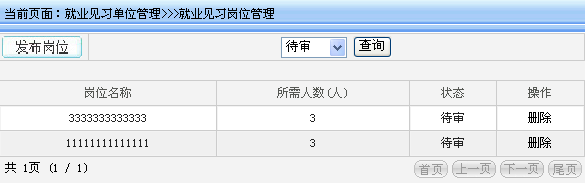 当前页面：就业见习单位管理>>>就业见习岗位管理
发布岗位 待审 查询
岗位名称 所需人数(人) 状态 操作
3333333333333 3 待审 删除
11111111111111 3 待审 删除
共 1页 (1 / 1) 首页 上一页 下一页 尾页